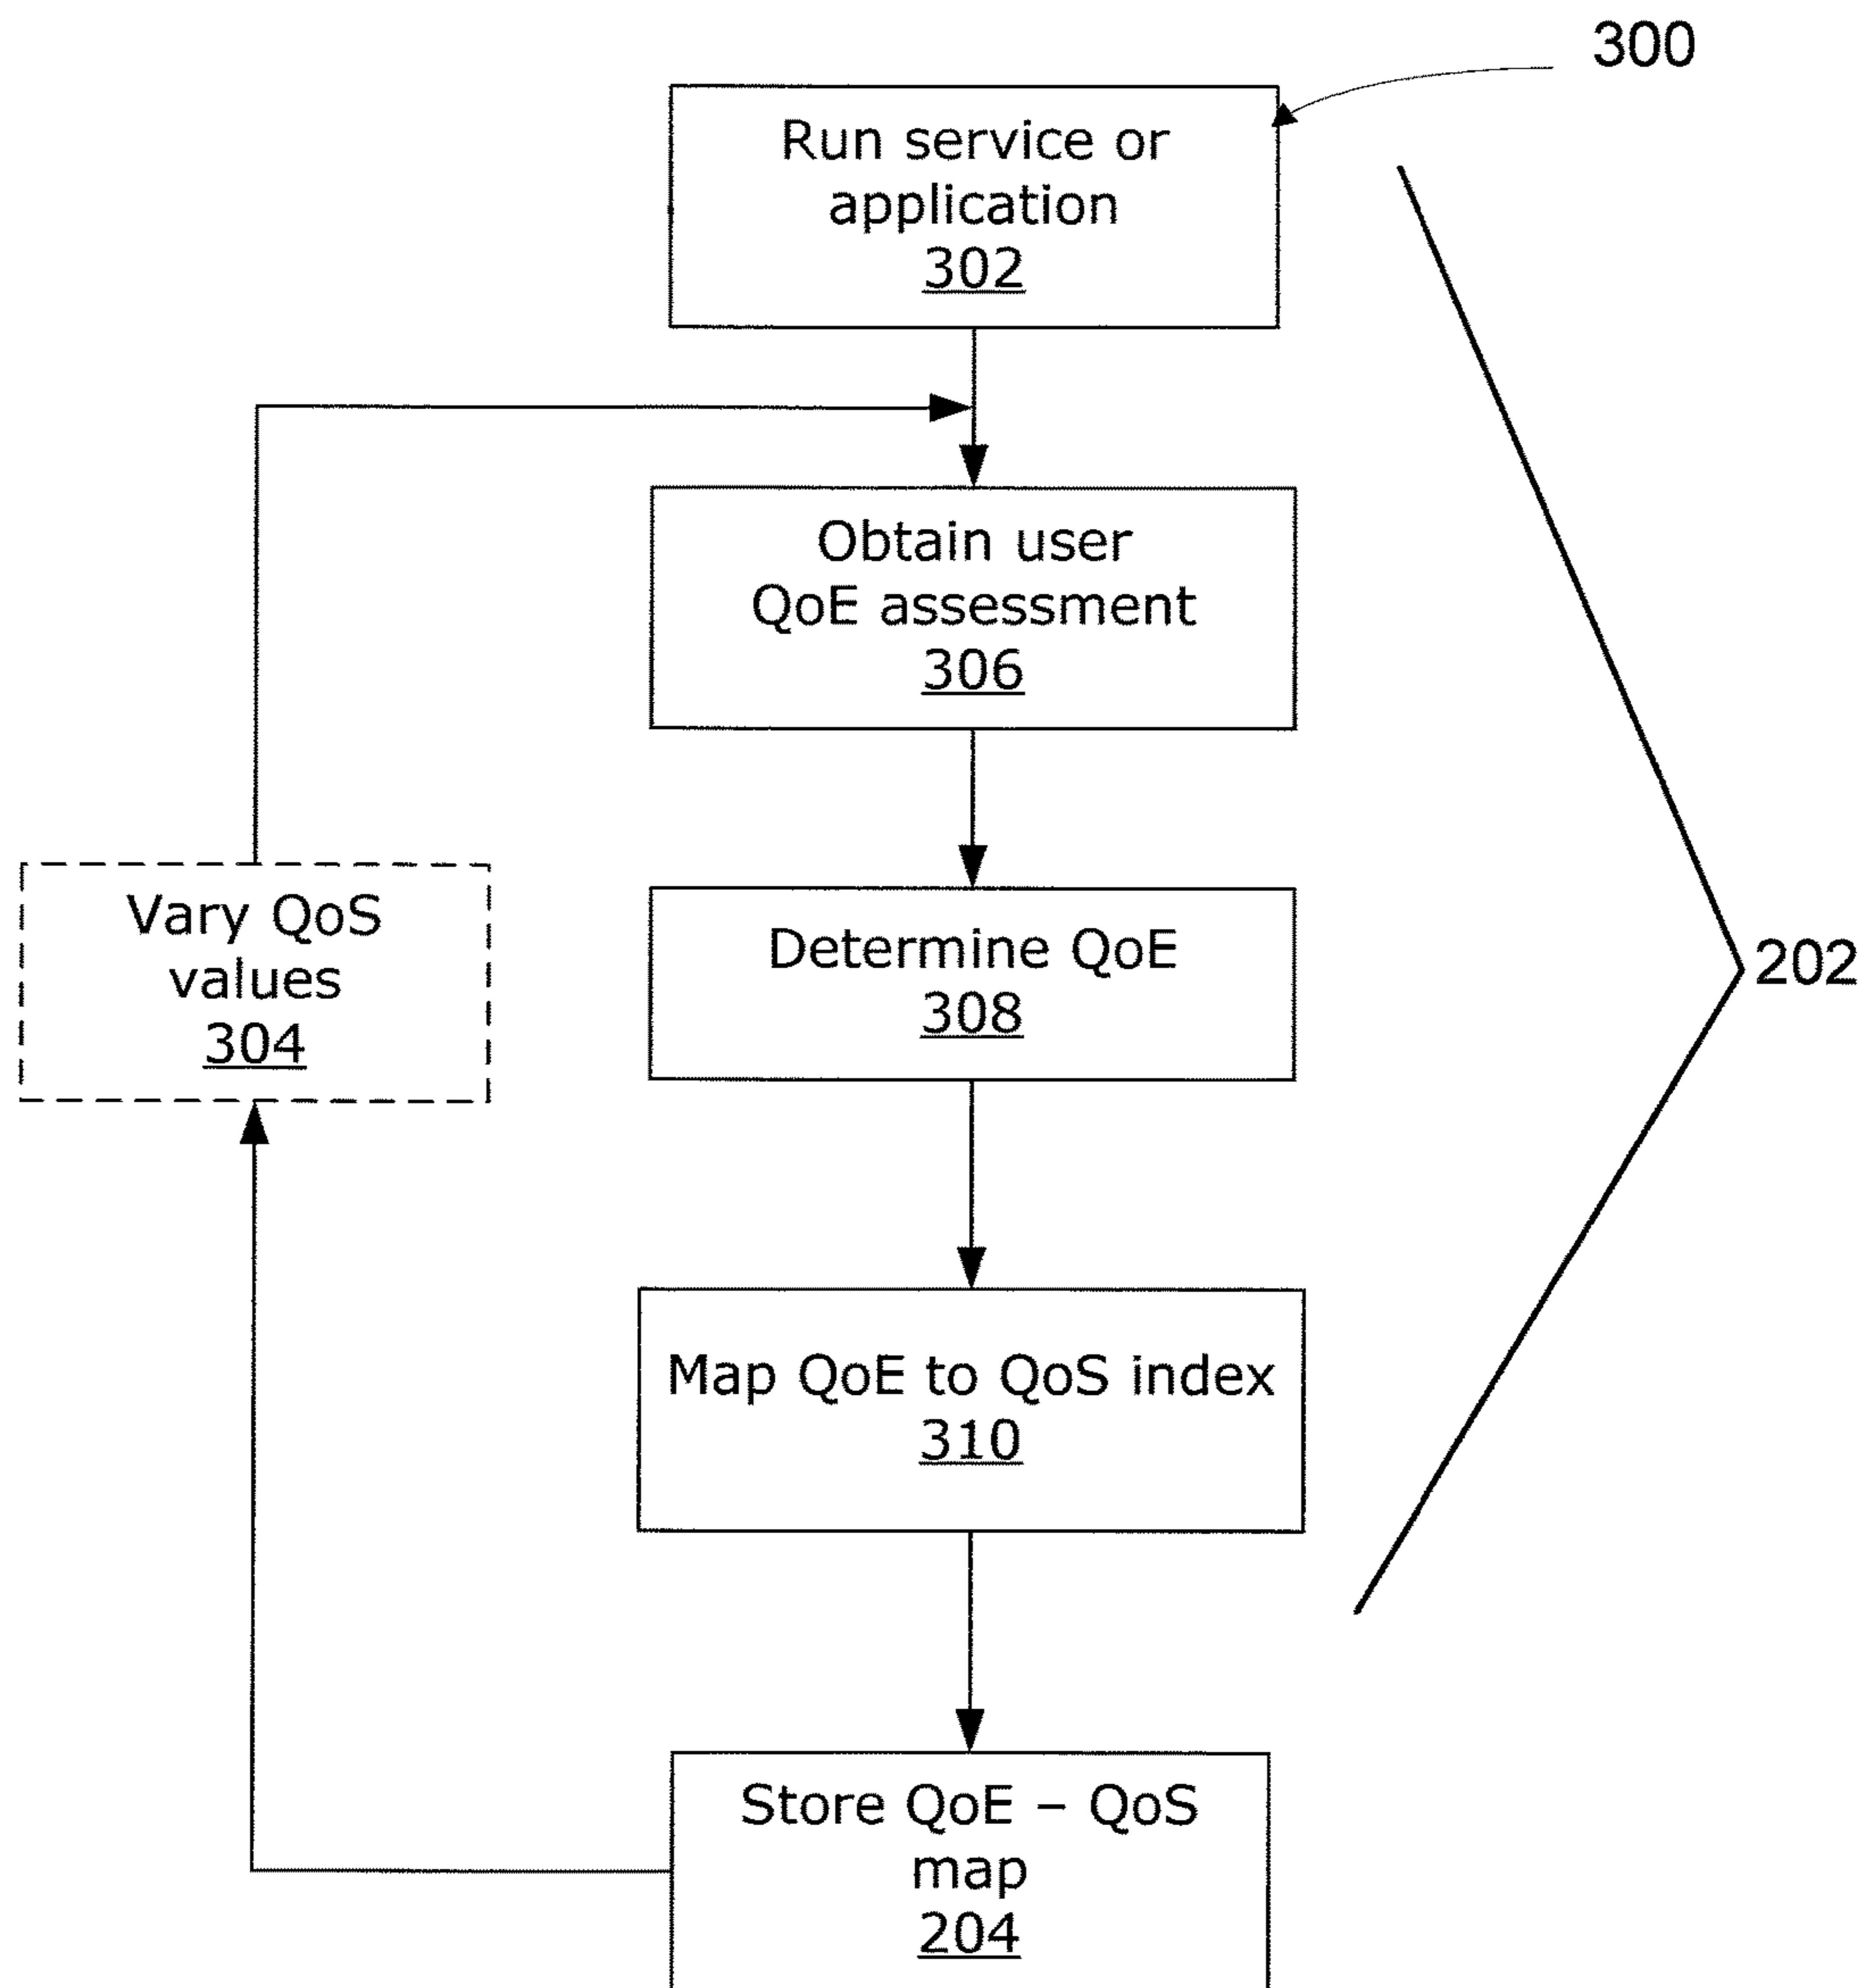 300
Run service or
application
302
Obtain user
QoE assessment
306
Determine QoE
308
Vary QoS
values
304
202
Map QoE to QoS index
310
Store QoE – QoS
map
204